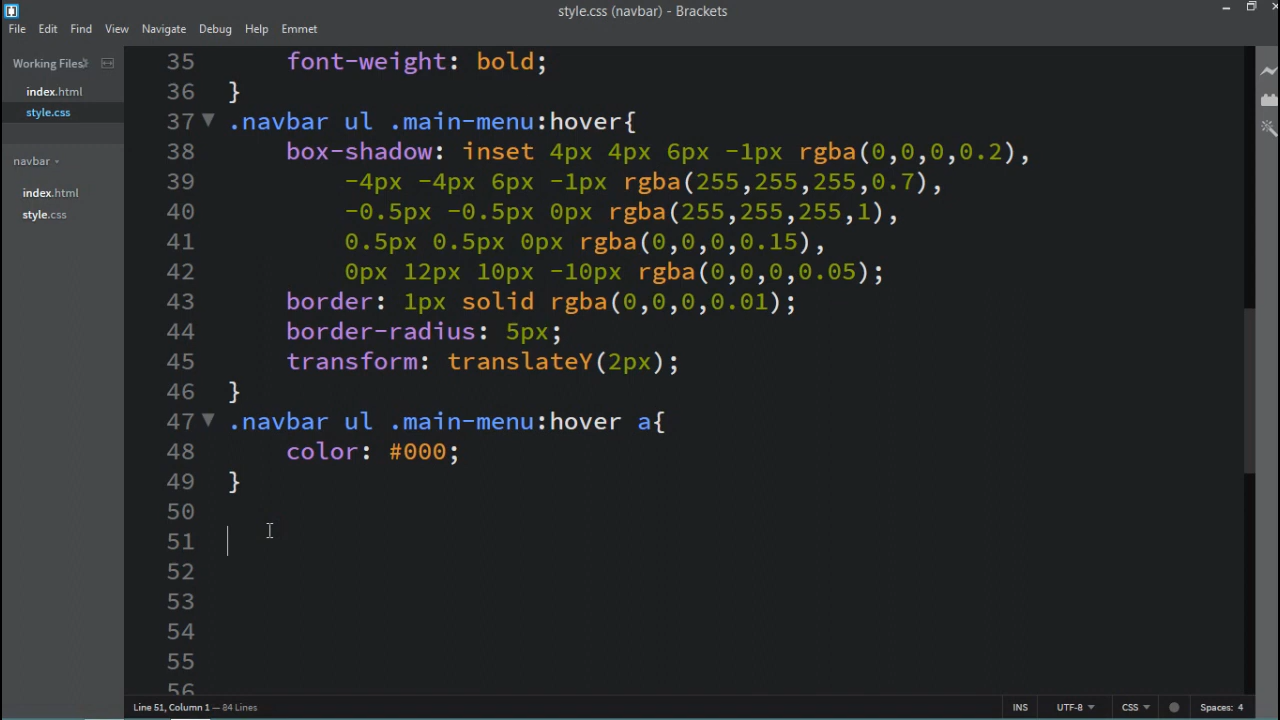 style.css (navbar) - Brackets
File Edit Find View Navigate Debug Help Emmet
Working Files
index.html
style.css
navbar
index.html
style.css
35 font-weight: bold;
36 }
37 .navbar ul .main-menu:hover{
38 box-shadow: inset 4px 4px 6px -1px rgba(0,0,0,0.2),
39 -4px -4px 6px -1px rgba(255,255,255,0.7),
40 -0.5px -0.5px 0px rgba(255,255,255,1),
41 0.5px 0.5px 0px rgba(0,0,0,0.15),
42 0px 12px 10px -10px rgba(0,0,0,0.05);
43 border: 1px solid rgba(0,0,0,0.01);
44 border-radius: 5px;
45 transform: translateY(2px);
46 }
47 .navbar ul .main-menu:hover a{
48 color: #000;
49 }
50
51
52
53
54
55
56
Line 51, Column 1 — 84 Lines INS UTF-8 CSS Spaces: 4